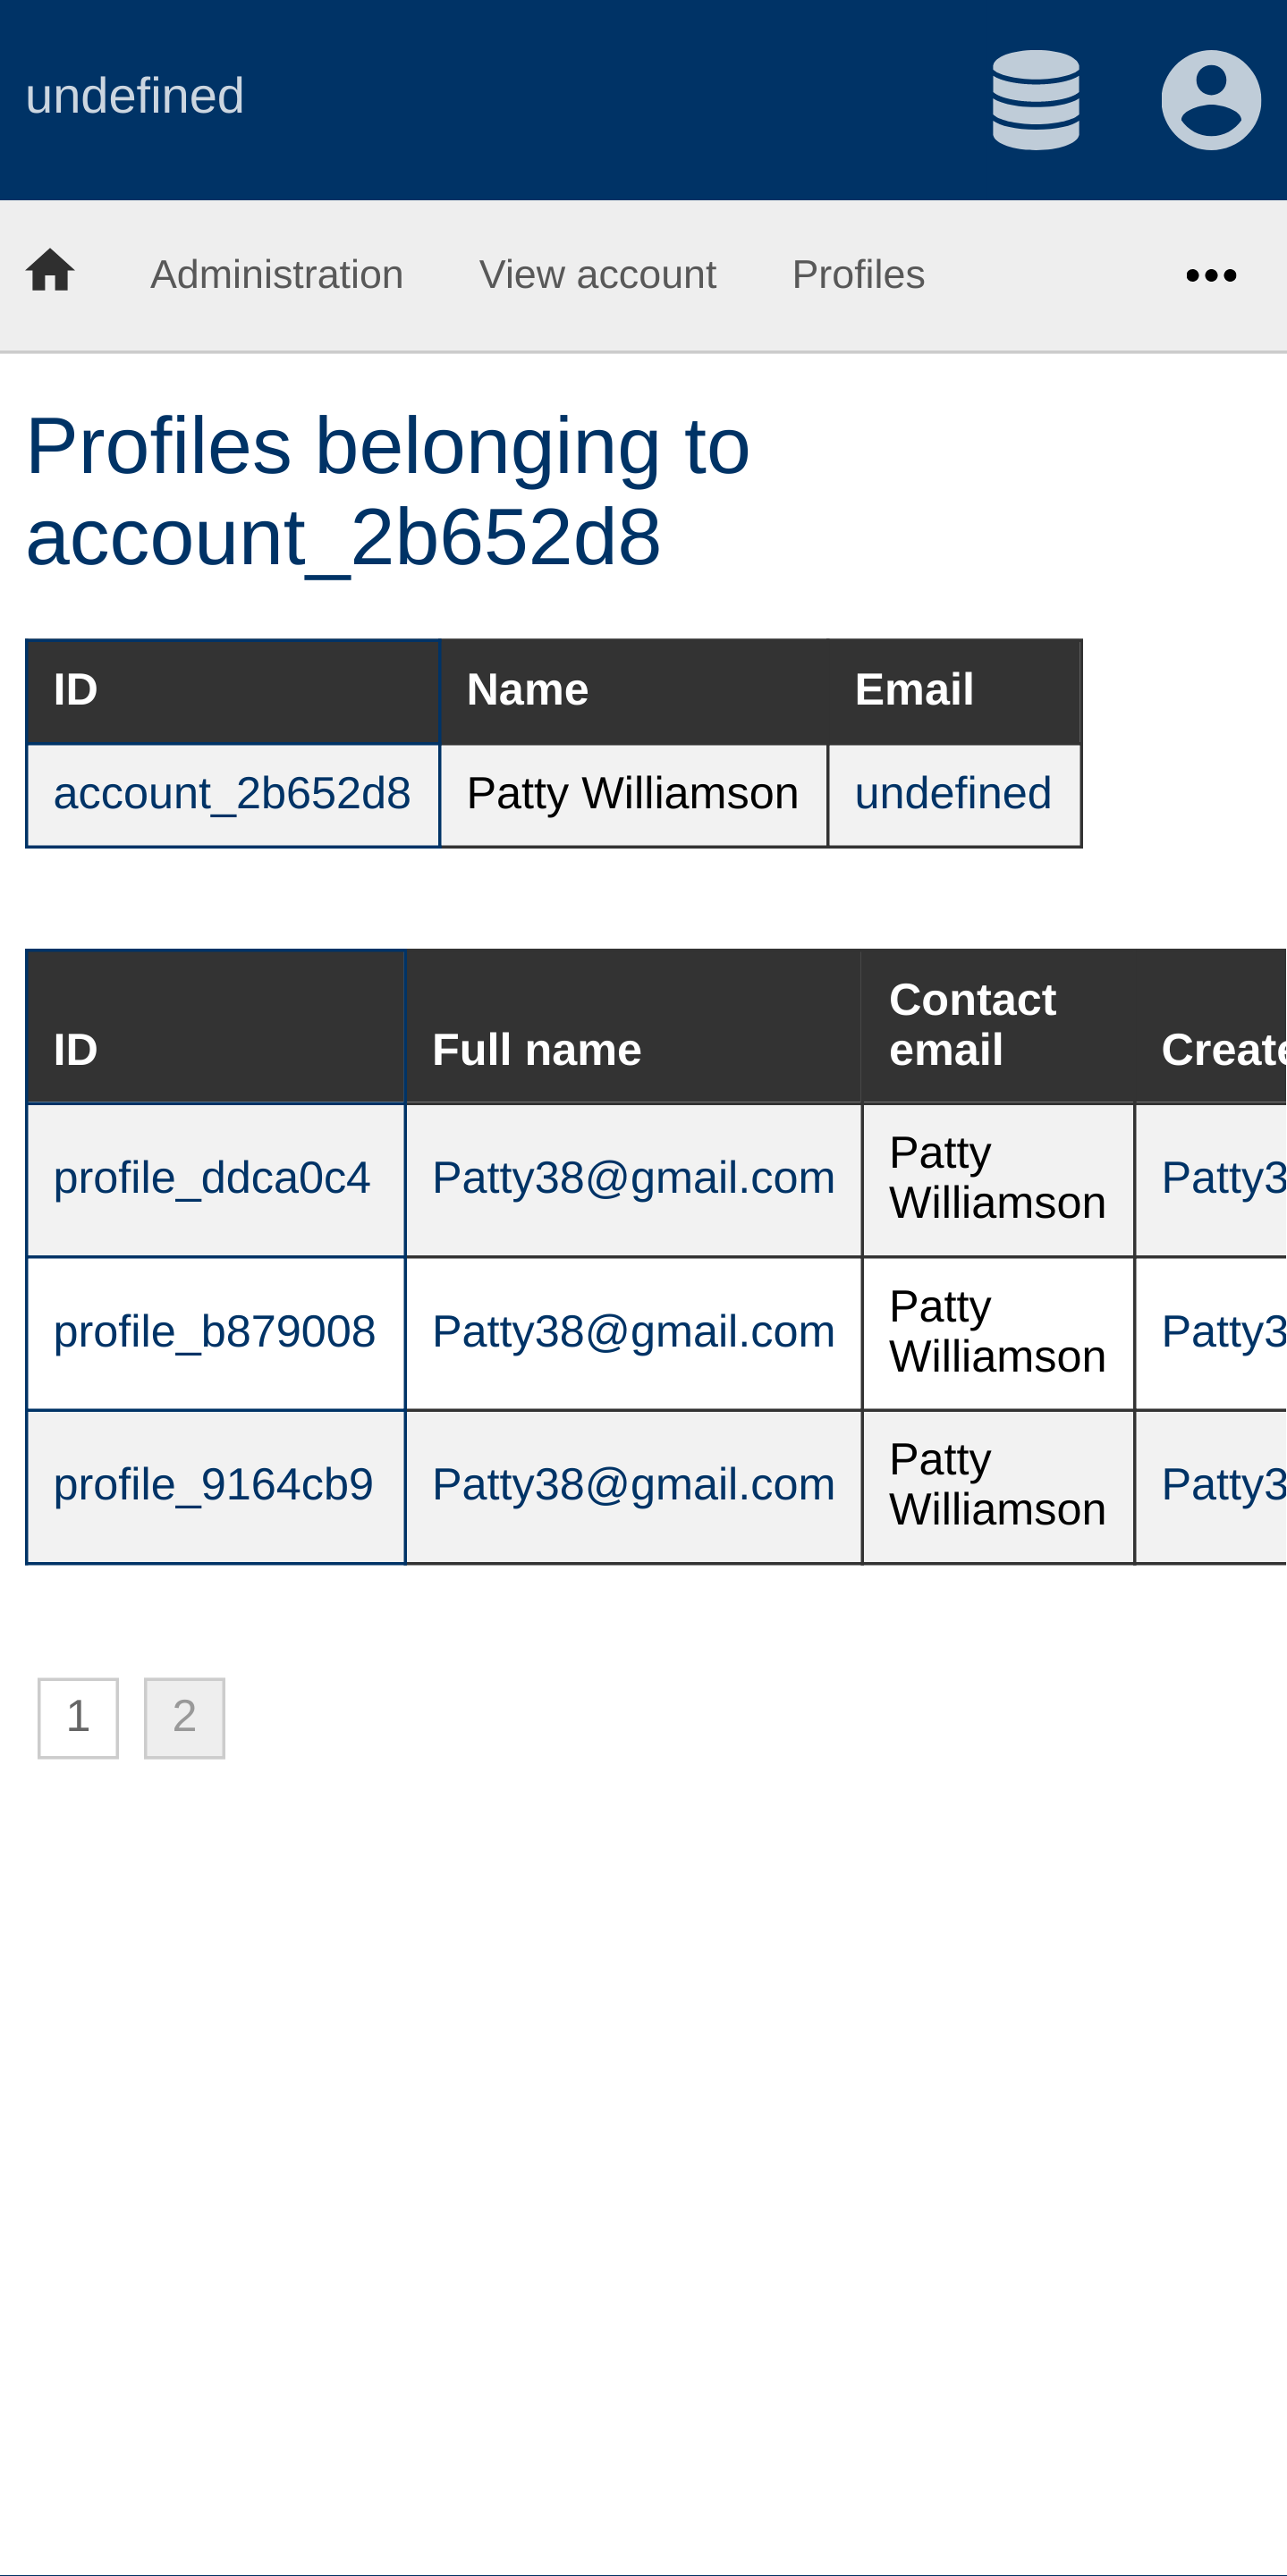 undefined
Administration View account Profiles •••
Profiles belonging to
account_2b652d8
ID Name Email
account_2b652d8 Patty Williamson undefined
Contact
ID Full name email Create
Patty
profile_ddca0c4 Patty38@gmail.com Williamson Patty3
Patty
profile_b879008 Patty38@gmail.com Williamson Patty3
Patty
profile_9164cb9 Patty38@gmail.com Williamson Patty3
1 2